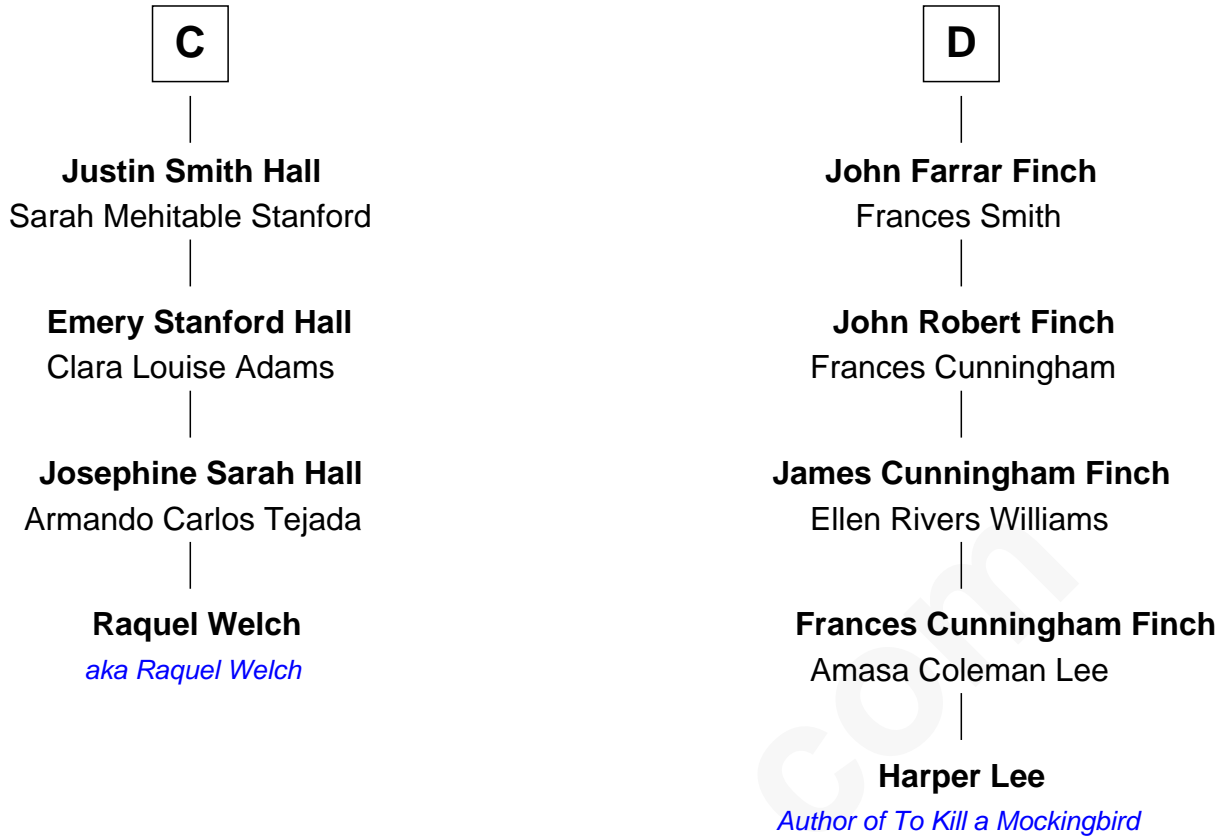 C
Justin Smith Hall
Sarah Mehitable Stanford
Emery Stanford Hall
Clara Louise Adams
Josephine Sarah Hall
Armando Carlos Tejada
Raquel Welch
aka Raquel Welch
D
John Farrar Finch
Frances Smith
John Robert Finch
Frances Cunningham
James Cunningham Finch
Ellen Rivers Williams
Frances Cunningham Finch
Amasa Coleman Lee
Harper Lee
Author of To Kill a Mockingbird
com